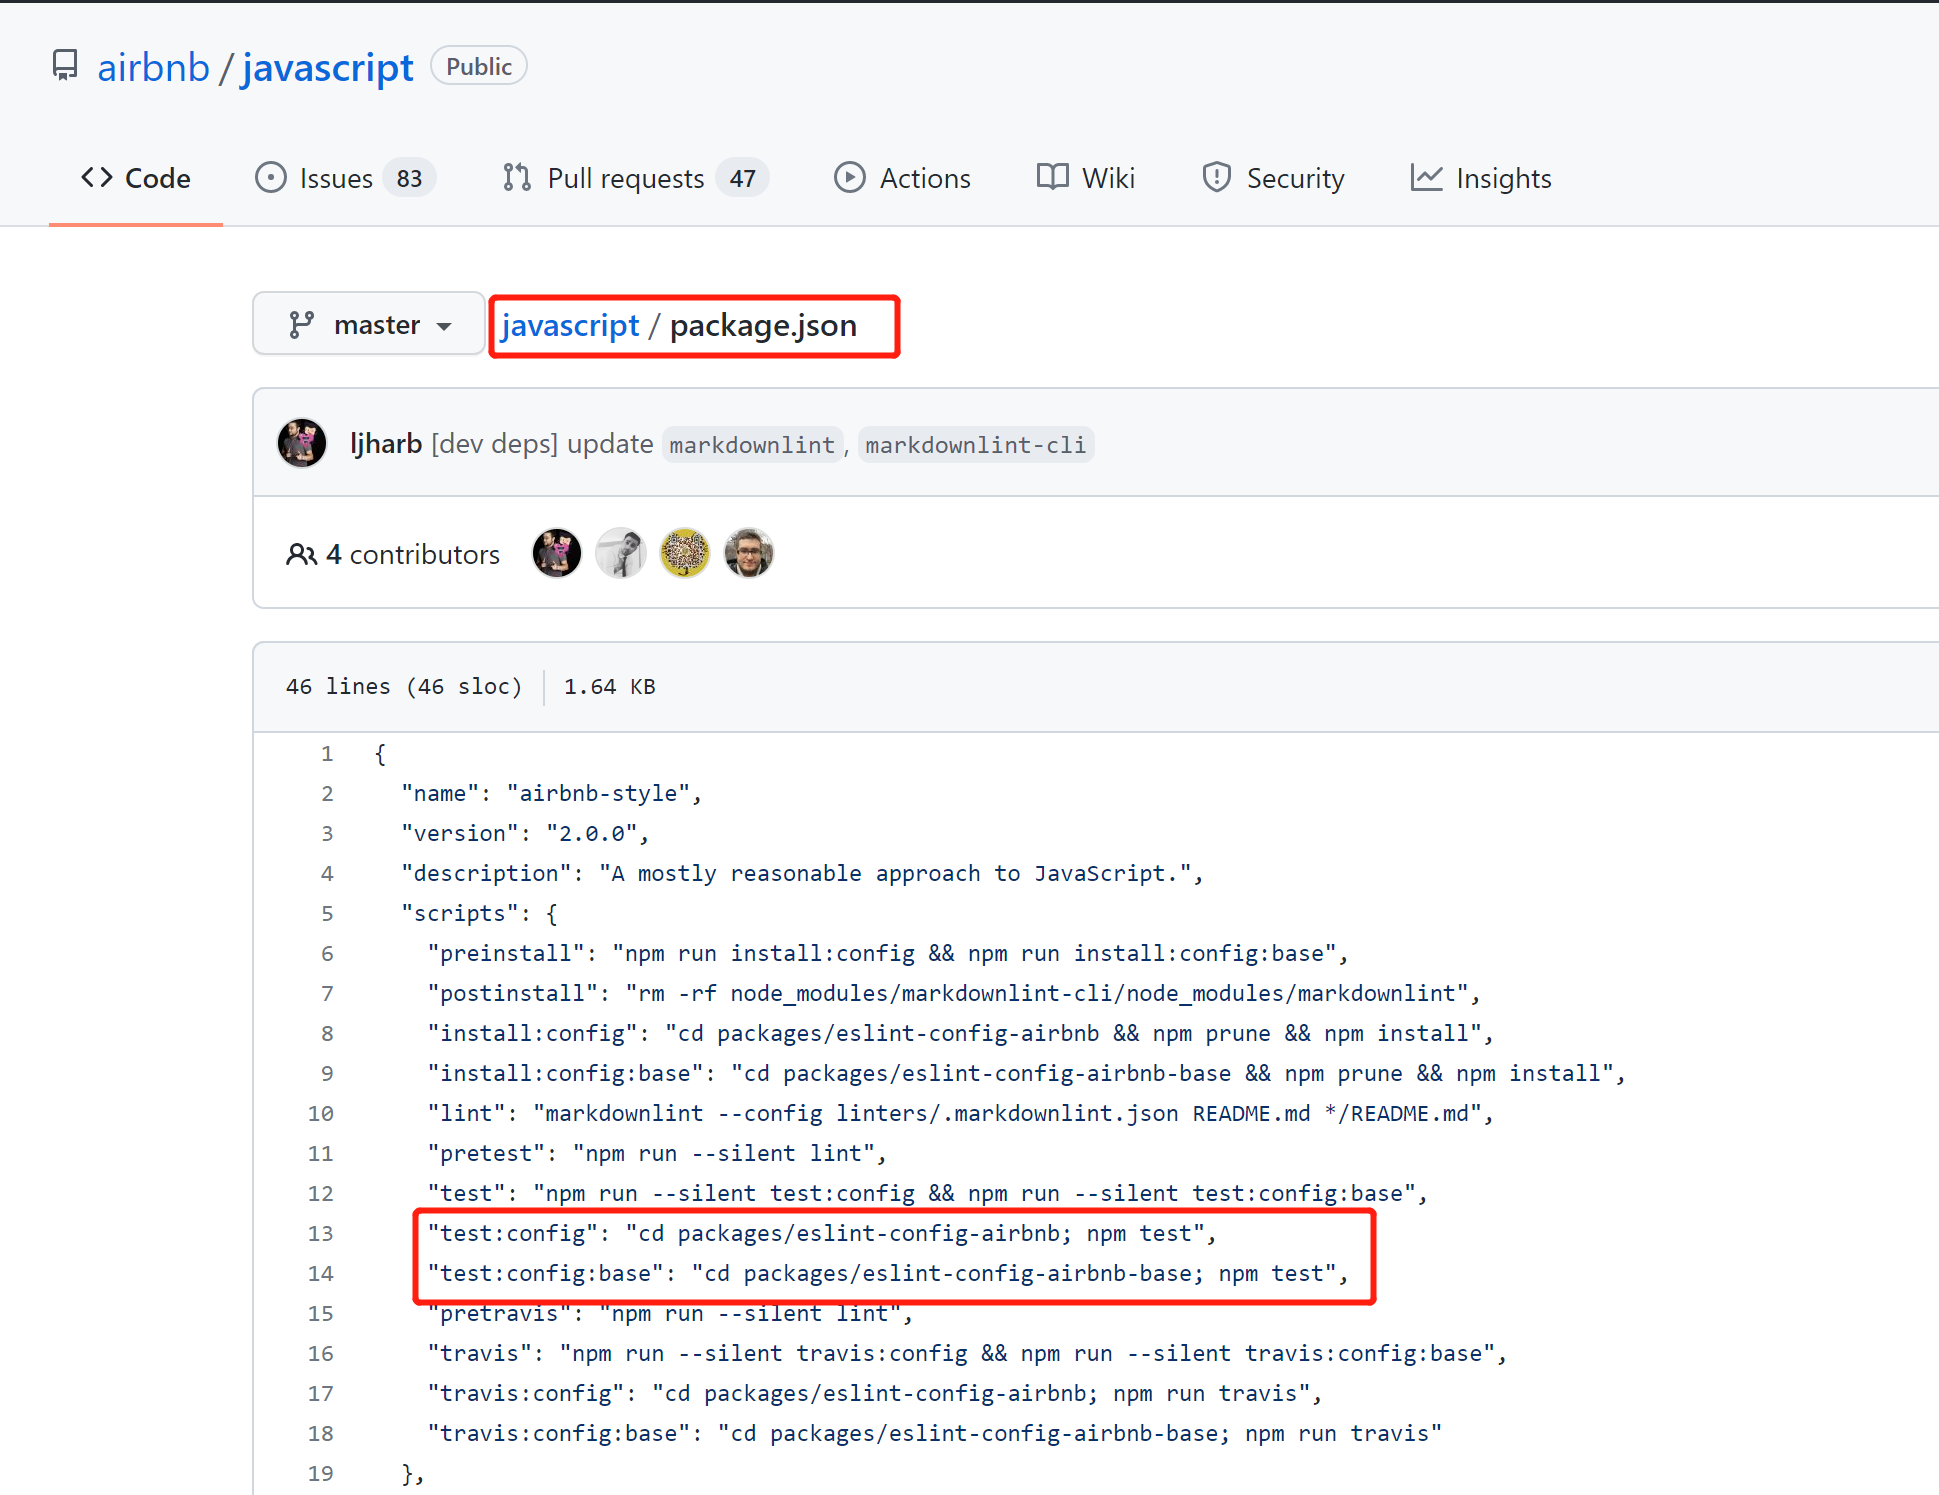 airbnb / javascript Public
Code Issues 83 Pull requests 47 Actions Wiki Security Insights
master javascript / package.json
ljharb [dev deps] update markdownlint, markdownlint-cli
4 contributors
46 lines (46 sloc) 1.64 KB
1 {
2 "name": "airbnb-style",
3 "version": "2.0.0",
4 "description": "A mostly reasonable approach to JavaScript.",
5 "scripts": {
6 "preinstall": "npm run install:config && npm run install:config:base",
7 "postinstall": "rm -rf node_modules/markdownlint-cli/node_modules/markdownlint",
8 "install:config": "cd packages/eslint-config-airbnb && npm prune && npm install",
9 "install:config:base": "cd packages/eslint-config-airbnb-base && npm prune && npm install",
10 "lint": "markdownlint --config linters/.markdownlint.json README.md */README.md",
11 "pretest": "npm run --silent lint",
12 "test": "npm run --silent test:config && npm run --silent test:config:base",
13 "test:config": "cd packages/eslint-config-airbnb; npm test",
14 "test:config:base": "cd packages/eslint-config-airbnb-base; npm test",
15 "pretravis": "npm run --silent lint",
16 "travis": "npm run --silent travis:config && npm run --silent travis:config:base",
17 "travis:config": "cd packages/eslint-config-airbnb; npm run travis",
18 "travis:config:base": "cd packages/eslint-config-airbnb-base; npm run travis"
19 },